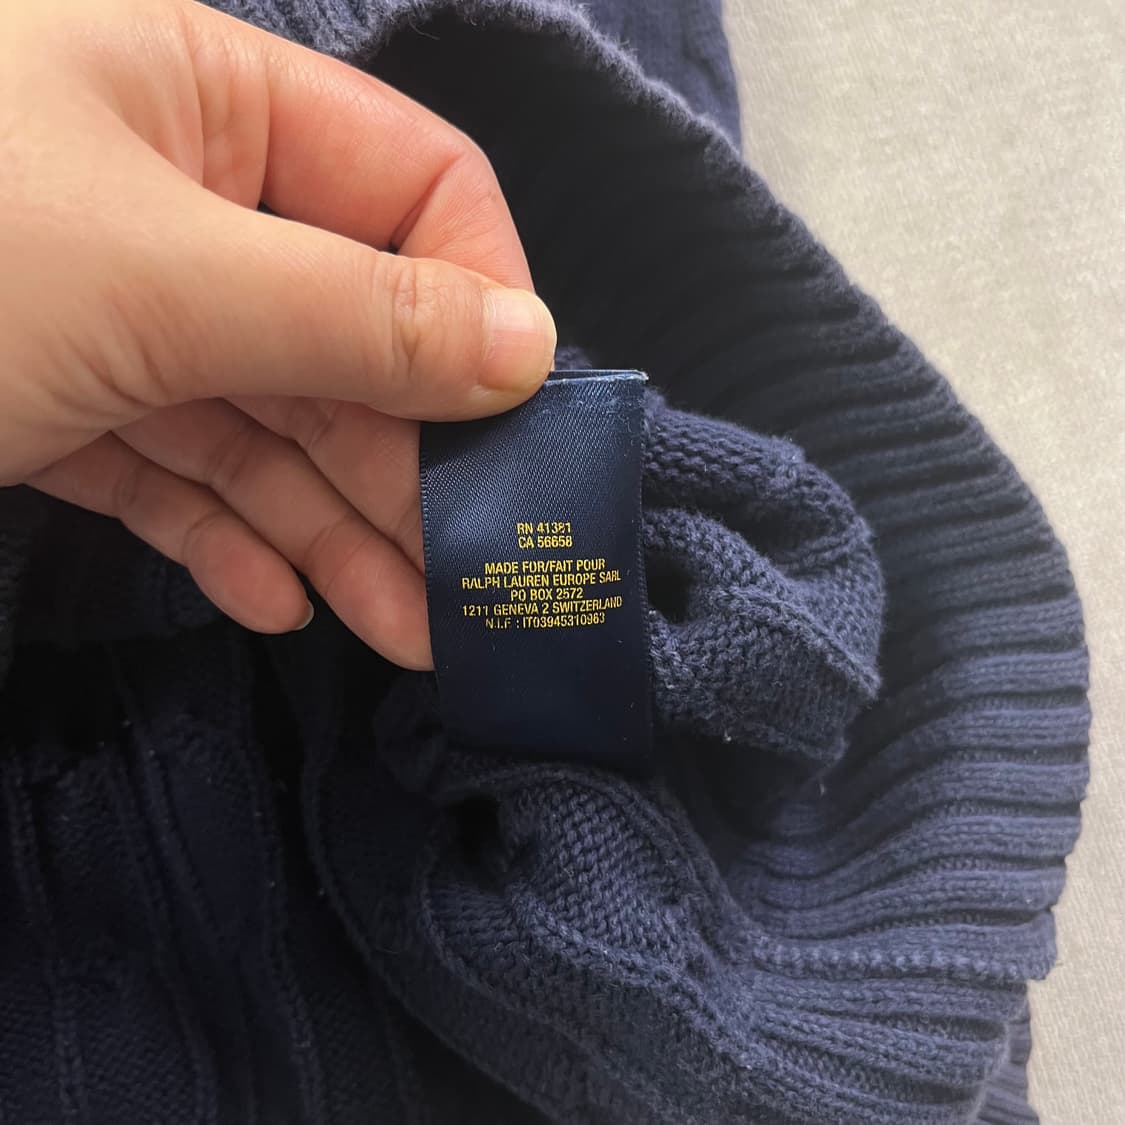 RN 41381
CA 56658
MADE FOR/FAIT POUR
RALPH LAUREN EUROPE SARL
PO BOX 2572
1211 GENEVA 2 SWITZERLAND
N.I.F : IT03945310963